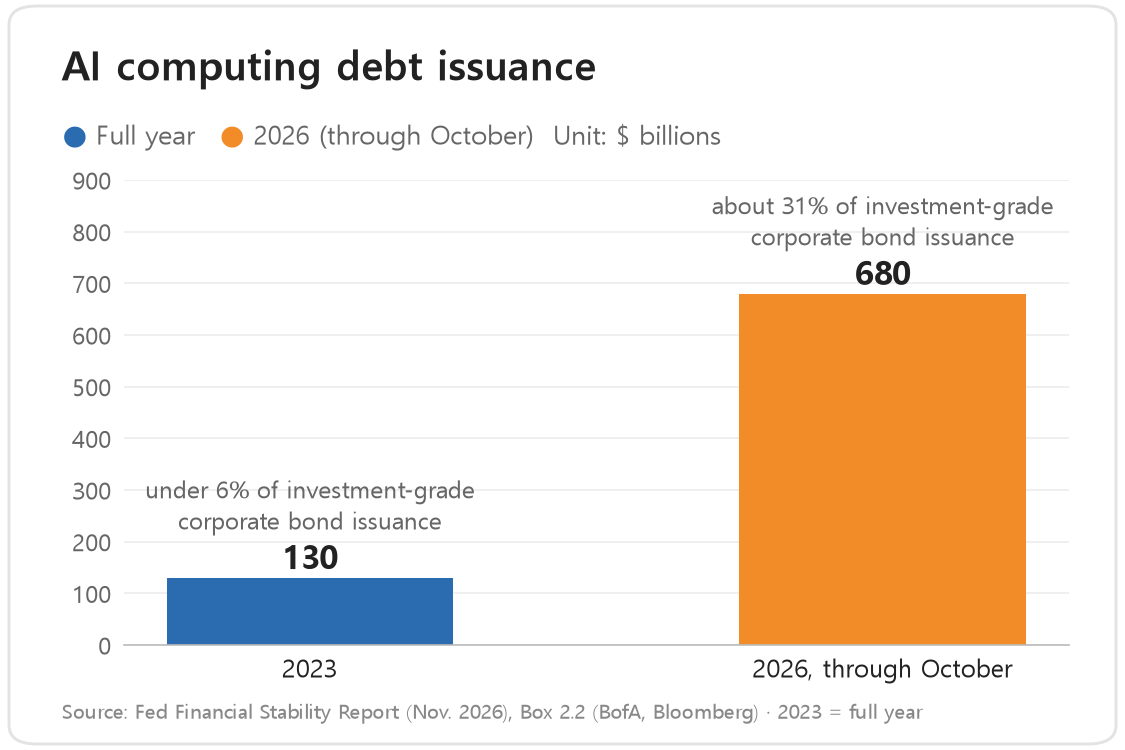 AI computing debt issuance
Full year 2026 (through October) Unit: $ billions
900
800
700
600
500
400
300
200
100
0
about 31% of investment-grade
corporate bond issuance
680
under 6% of investment-grade
corporate bond issuance
130
2023 2026, through October
Source: Fed Financial Stability Report (Nov. 2026), Box 2.2 (BofA, Bloomberg) · 2023 = full year